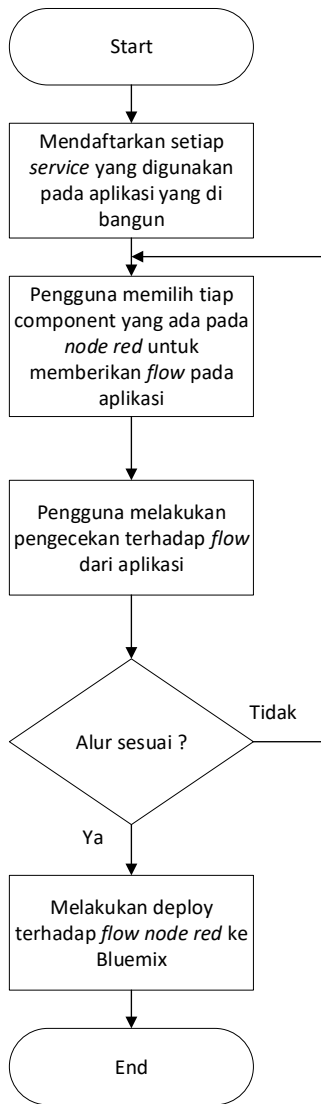 Start
Mendaftarkan setiap
service yang digunakan
pada aplikasi yang di
bangun
Pengguna memilih tiap
component yang ada pada
node red untuk
memberikan flow pada
aplikasi
Pengguna melakukan
pengecekan terhadap flow
dari aplikasi
Tidak
Alur sesuai ?
Ya
Melakukan deploy
terhadap flow node red ke
Bluemix
End